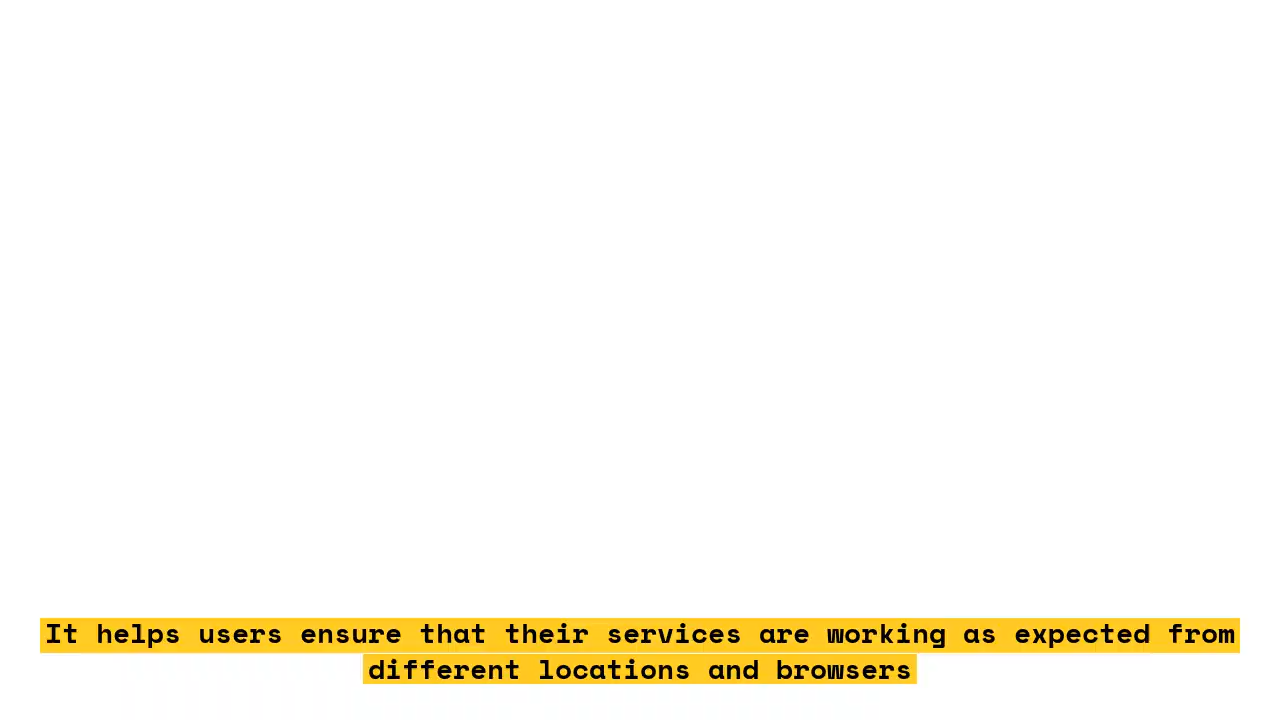 It helps users ensure that their services are working as expected from
different locations and browsers